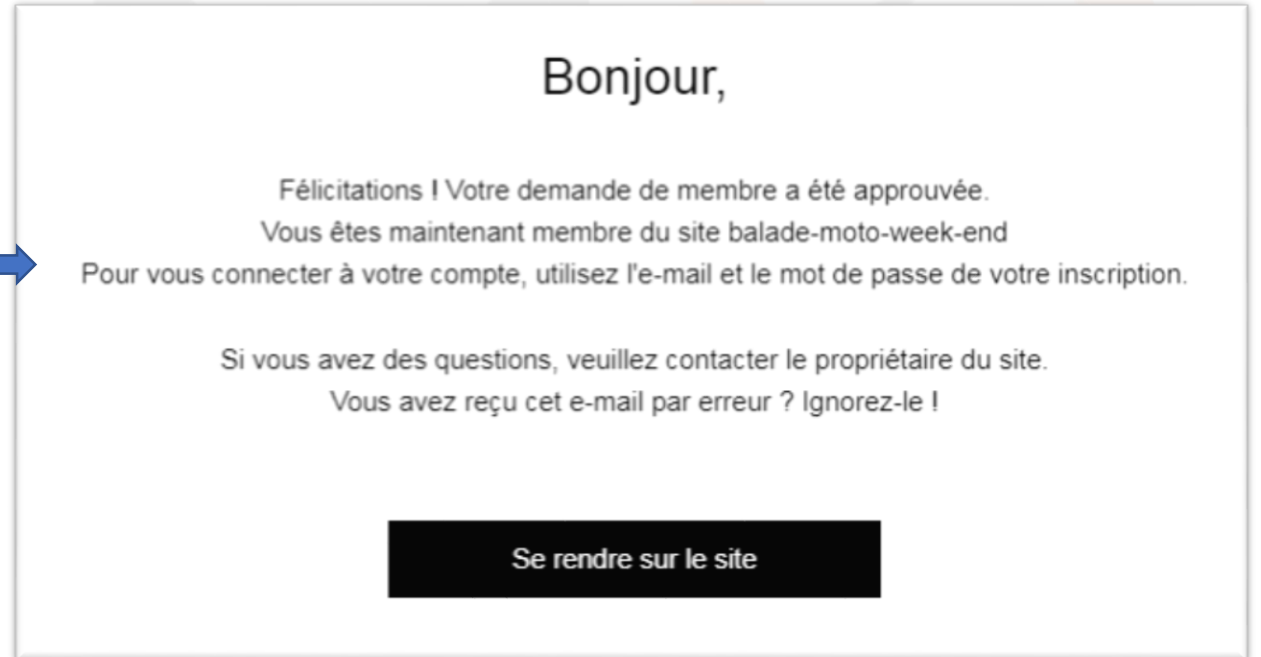 Bonjour,
Félicitations ! Votre demande de membre a été approuvée.
Vous êtes maintenant membre du site balade-moto-week-end
Pour vous connecter à votre compte, utilisez l'e-mail et le mot de passe de votre inscription.
Si vous avez des questions, veuillez contacter le propriétaire du site.
Vous avez reçu cet e-mail par erreur ? Ignorez-le !
Se rendre sur le site